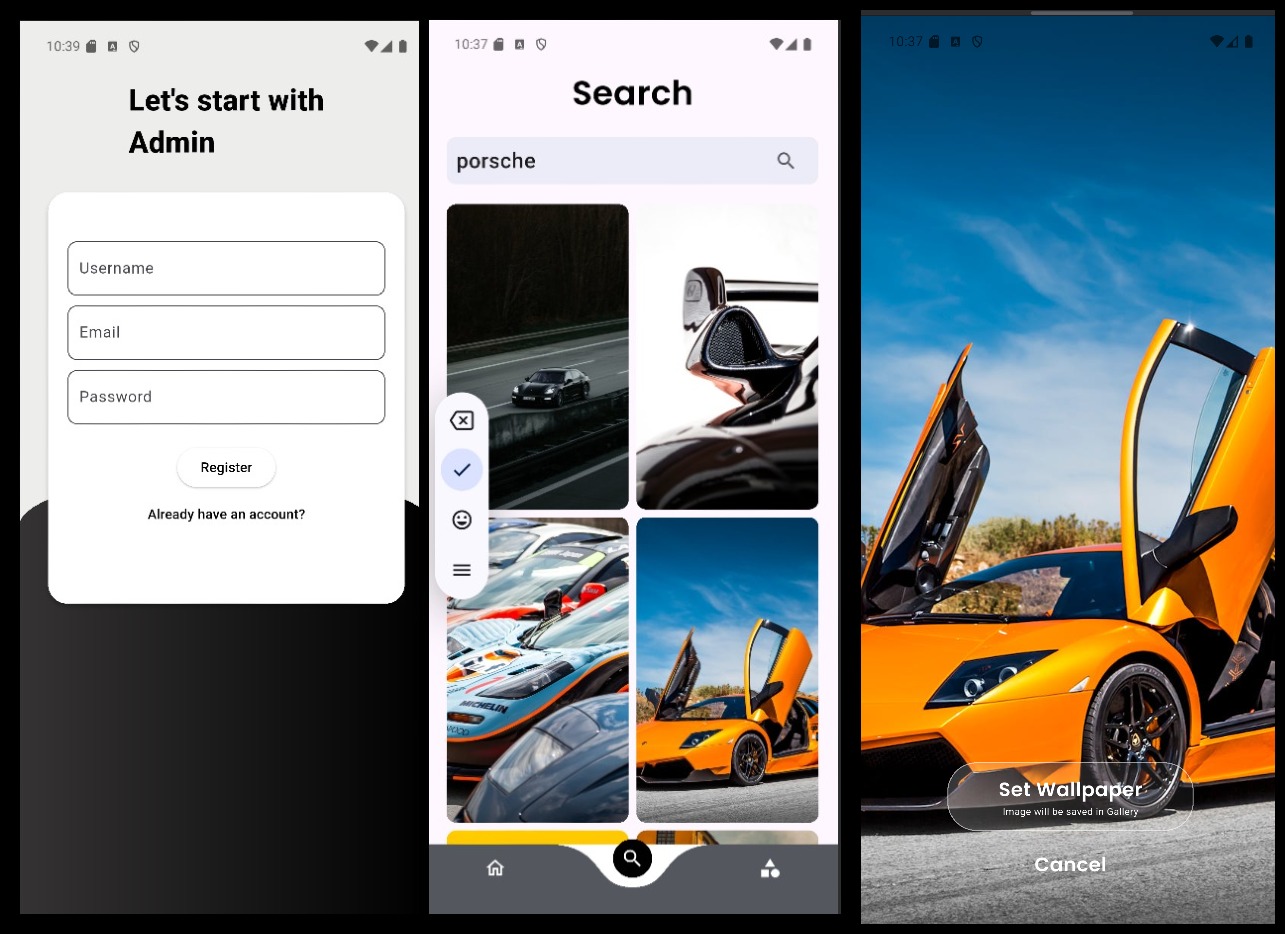 10:39
Let's start with
Admin
Username
Email
Password
Register
Already have an account?
10:37
Search
porsche
MICHELIN
10:37
Set Wallpaper
Image will be saved in Gallery
Cancel